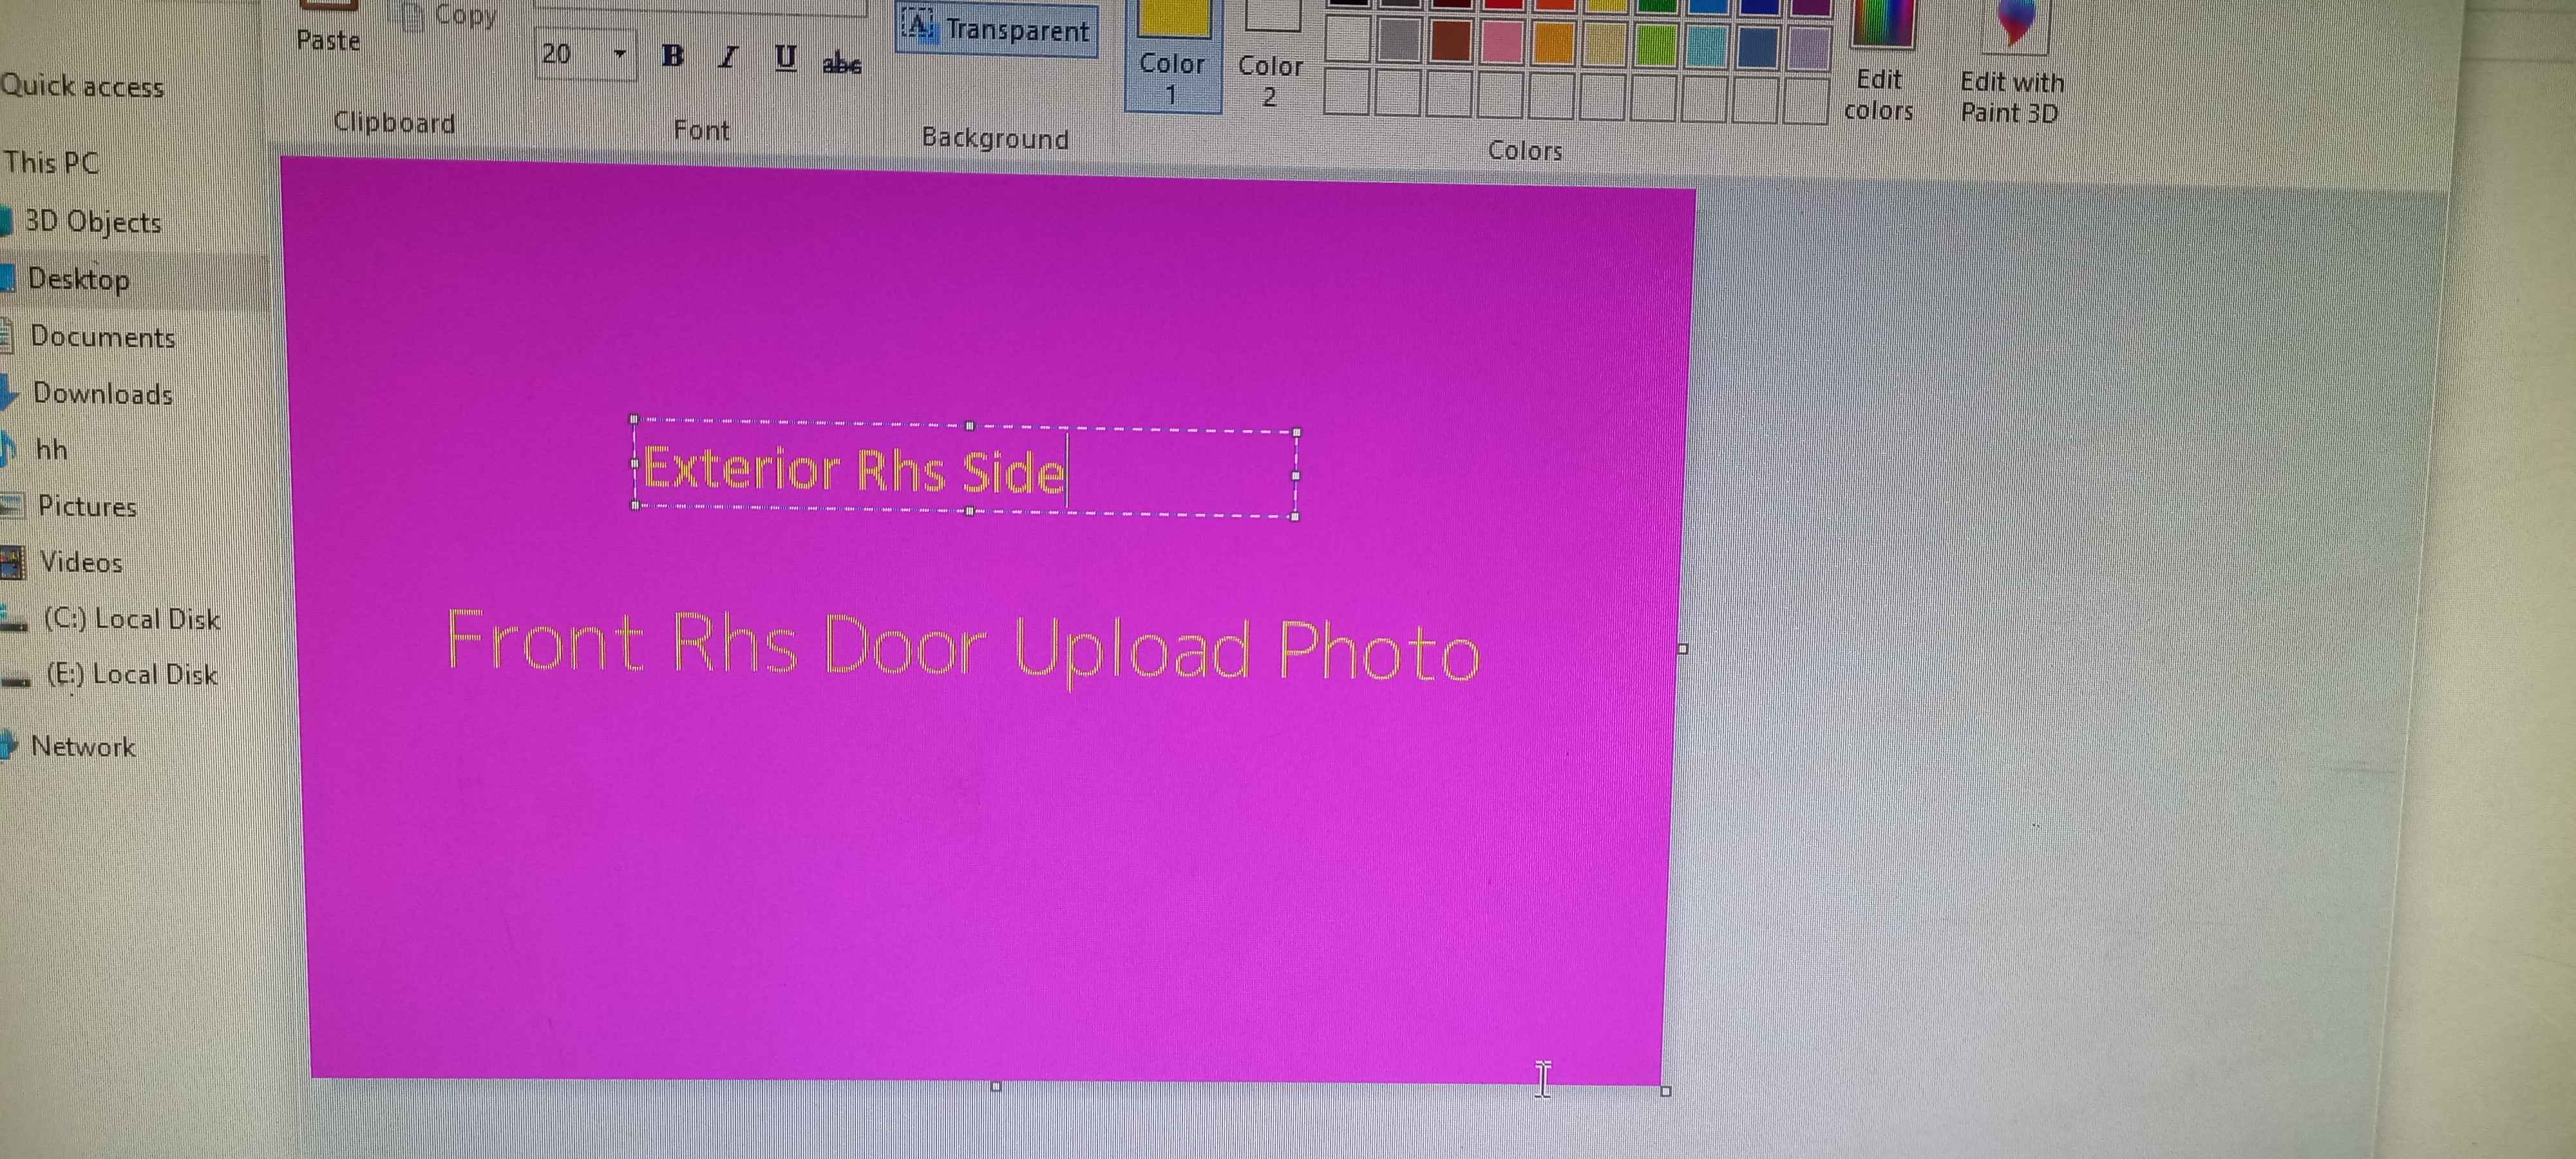 Copy
Paste
20
B I U abc
Transparent
Color 1
Color 2
Edit colors
Edit with Paint 3D
Clipboard
Font
Background
Colors
Quick access
This PC
3D Objects
Desktop
Documents
Downloads
hh
Pictures
Videos
(C:) Local Disk
(E:) Local Disk
Network
Exterior Rhs Side
Front Rhs Door Upload Photo